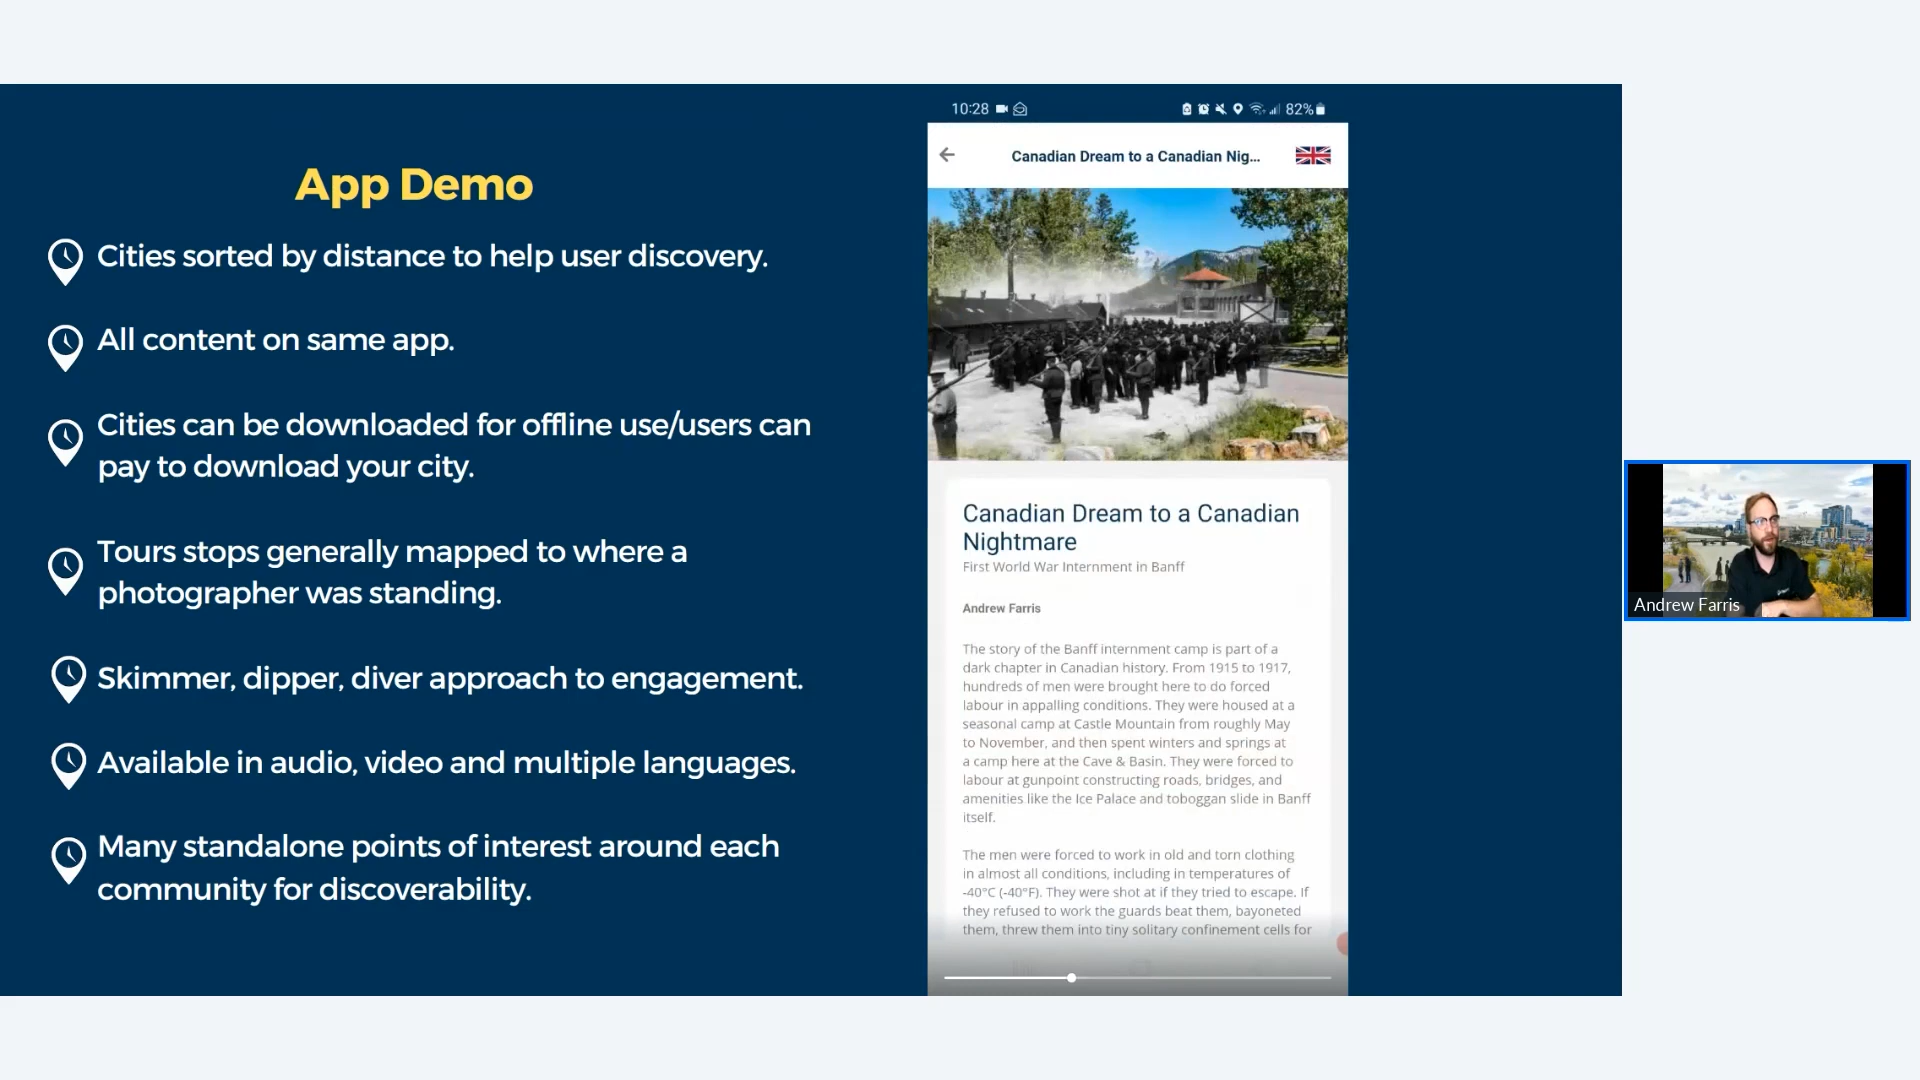 App Demo
Cities sorted by distance to help user discovery.
All content on same app.
Cities can be downloaded for offline use/users can
pay to download your city.
Tours stops generally mapped to where a
photographer was standing.
Skimmer, dipper, diver approach to engagement.
Available in audio, video and multiple languages.
Many standalone points of interest around each
community for discoverability.
10:28
82%
Canadian Dream to a Canadian Nig...
Canadian Dream to a Canadian
Nightmare
First World War Internment in Banff
Andrew Farris
The story of the Banff internment camp is part of a
dark chapter in Canadian history. From 1915 to 1917,
hundreds of men were brought here to do forced
labour in appalling conditions. They were housed at a
seasonal camp at Castle Mountain from roughly May
to November, and then spent winters and springs at
a camp here at the Cave & Basin. They were forced to
labour at gunpoint constructing roads, bridges, and
amenities like the Ice Palace and toboggan slide in Banff
itself.
The men were forced to work in old and torn clothing
in almost all conditions, including in temperatures of
-40°C (-40°F). They were shot at if they tried to escape. If
they refused to work the guards beat them, bayoneted
them, threw them into tiny solitary confinement cells for
Andrew Farris